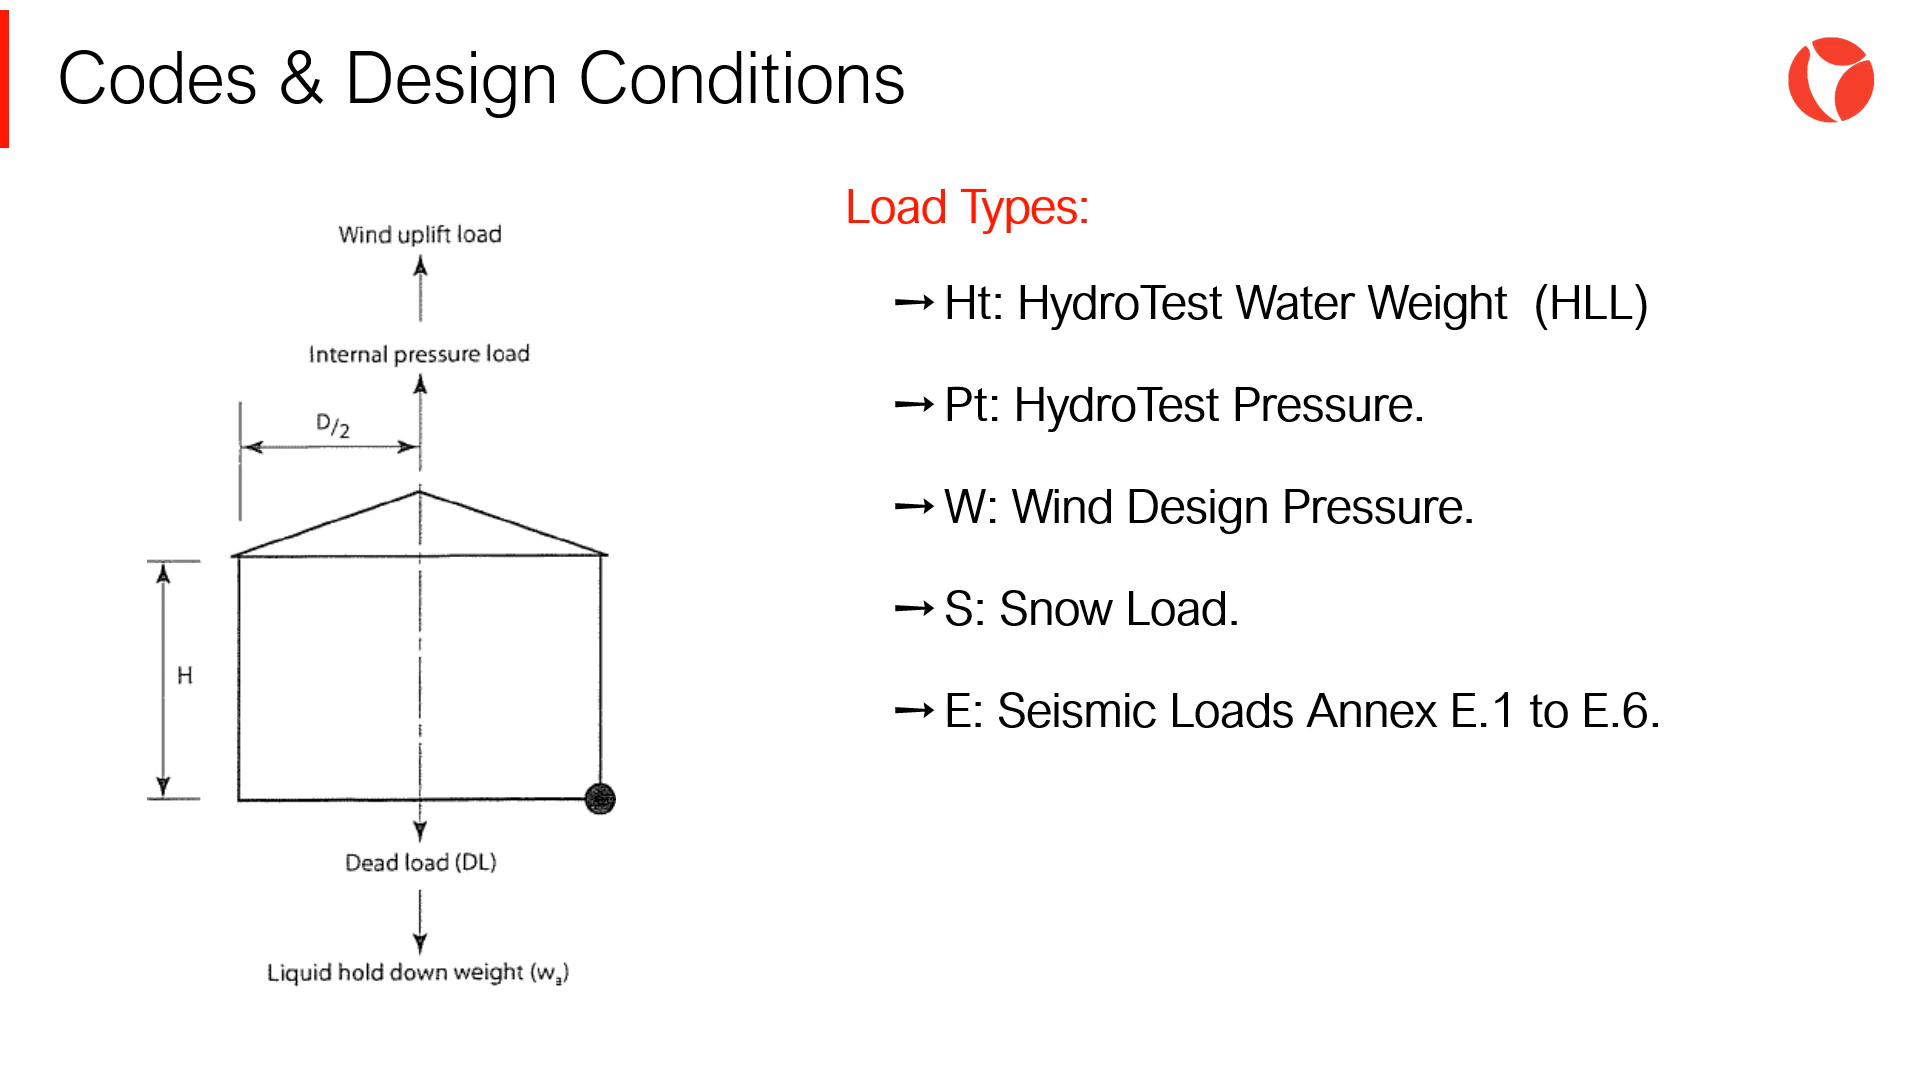 Codes & Design Conditions
Wind uplift load
Internal pressure load
D/2
H
Dead load (DL)
Liquid hold down weight (wa)
Load Types:
→ Ht: HydroTest Water Weight  (HLL)
→ Pt: HydroTest Pressure.
→ W: Wind Design Pressure.
→ S: Snow Load.
→ E: Seismic Loads Annex E.1 to E.6.